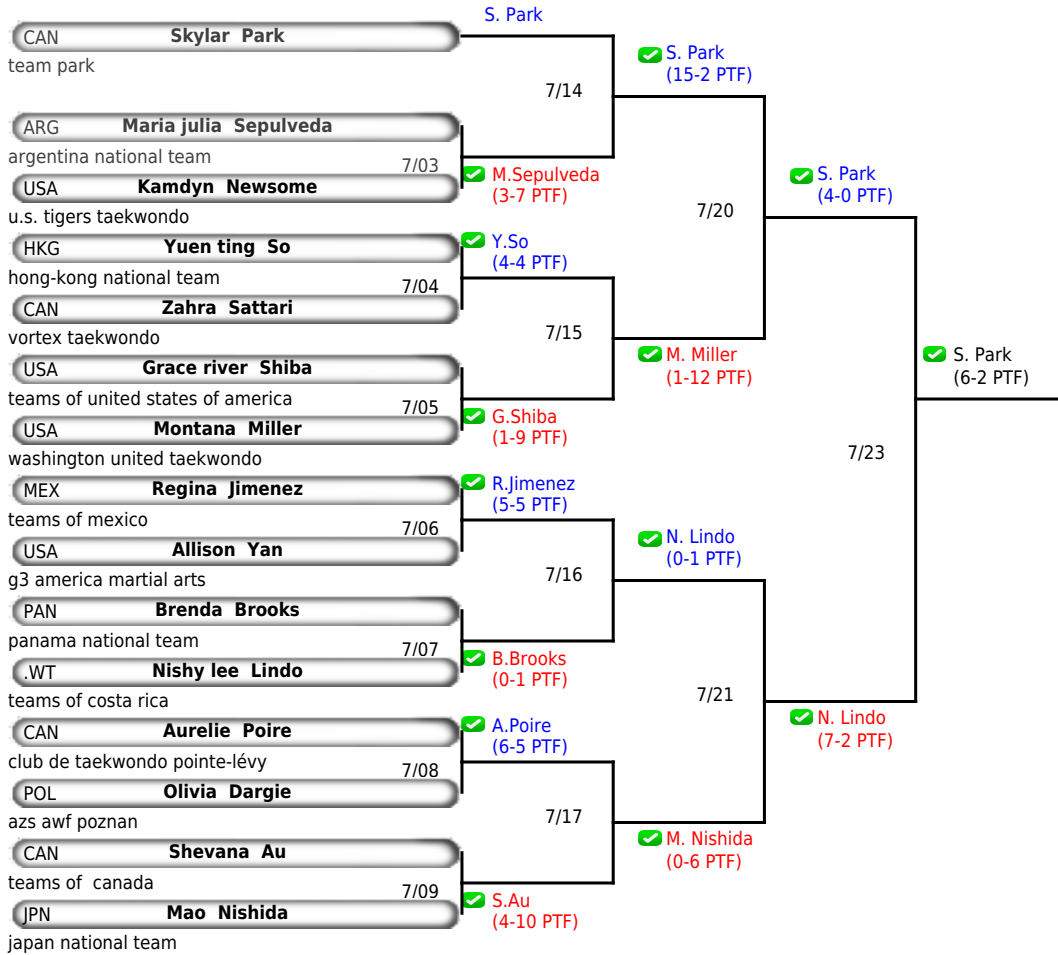 S. Park
CAN Skylar Park
team park
7/14
S. Park
(15-2 PTF)
ARG Maria julia Sepulveda
argentina national team
7/03
USA Kamdyn Newsome
u.s. tigers taekwondo
M.Sepulveda
(3-7 PTF)
7/20
S. Park
(4-0 PTF)
HKG Yuen ting So
hong-kong national team
Y.So
(4-4 PTF)
7/04
CAN Zahra Sattari
vortex taekwondo
7/15
M. Miller
(1-12 PTF)
S. Park
(6-2 PTF)
USA Grace river Shiba
teams of united states of america
7/05
USA Montana Miller
washington united taekwondo
G.Shiba
(1-9 PTF)
7/23
MEX Regina Jimenez
teams of mexico
R.Jimenez
(5-5 PTF)
7/06
USA Allison Yan
g3 america martial arts
7/16
N. Lindo
(0-1 PTF)
PAN Brenda Brooks
panama national team
7/07
.WT Nishy lee Lindo
teams of costa rica
B.Brooks
(0-1 PTF)
7/21
N. Lindo
(7-2 PTF)
CAN Aurelie Poire
club de taekwondo pointe-lévy
A.Poire
(6-5 PTF)
7/08
POL Olivia Dargie
azs awf poznan
7/17
M. Nishida
(0-6 PTF)
CAN Shevana Au
teams of  canada
7/09
JPN Mao Nishida
japan national team
S.Au
(4-10 PTF)